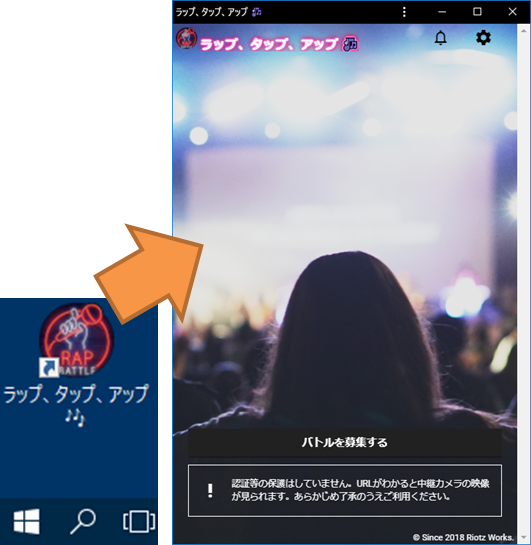 ラップ、タップ、アップ 🎶
ラップ、タップ、アップ 🎶
バトルを募集する
認証等の保護はしていません。URLがわかると中継カメラの映像
が見られます。あらかじめ了承のうえご利用ください。
© Since 2018 Riotz Works.
RAP
BATTLE
ラップ、タップ、アップ
🎶